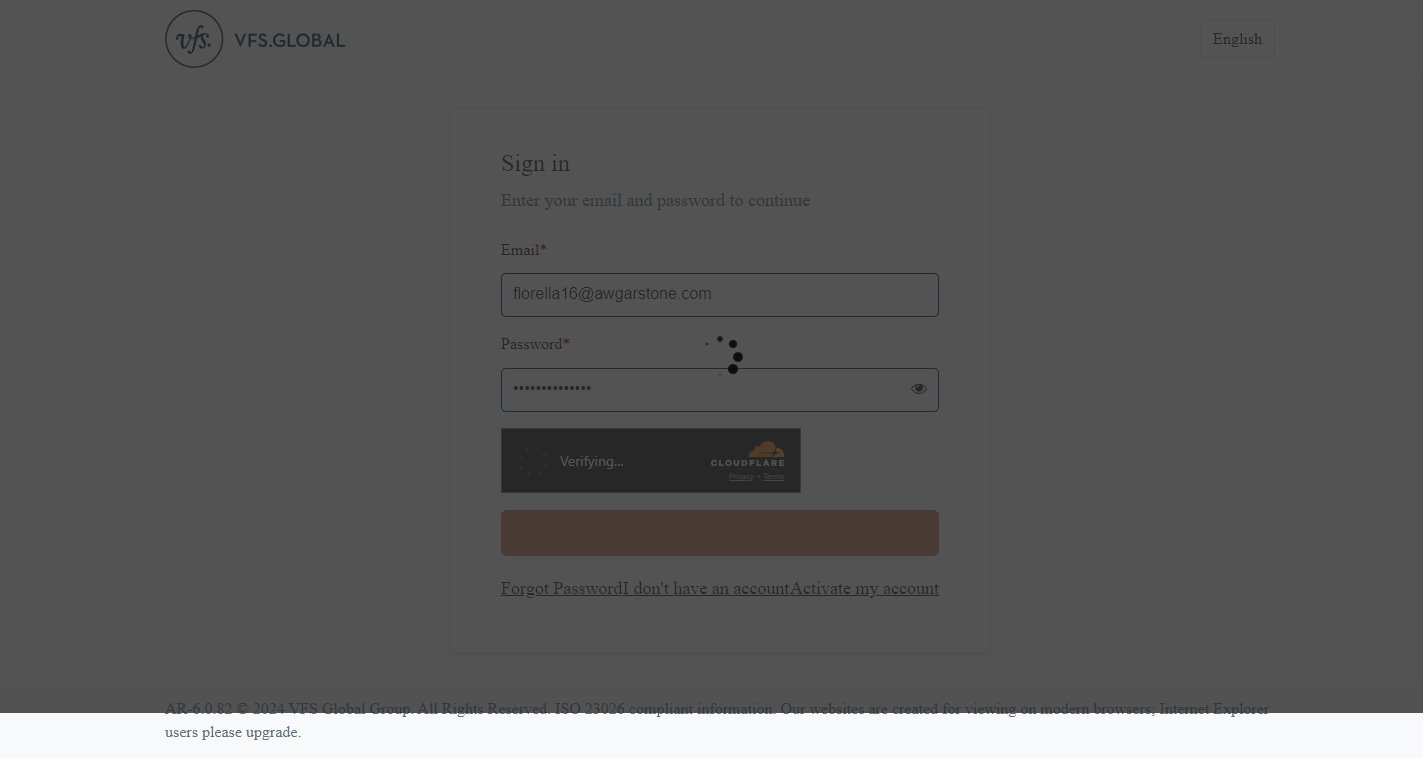 vfs. VFS.GLOBAL
English
Sign in
Enter your email and password to continue
Email*
florella16@awgarstone.com
Password*
••••••••••••••
Verifying...
CLOUDFLARE
Privacy • Terms
Forgot PasswordI don't have an accountActivate my account
AR-6.0.82 © 2024 VFS Global Group. All Rights Reserved. ISO 23026 compliant information. Our websites are created for viewing on modern browsers; Internet Explorer
users please upgrade.